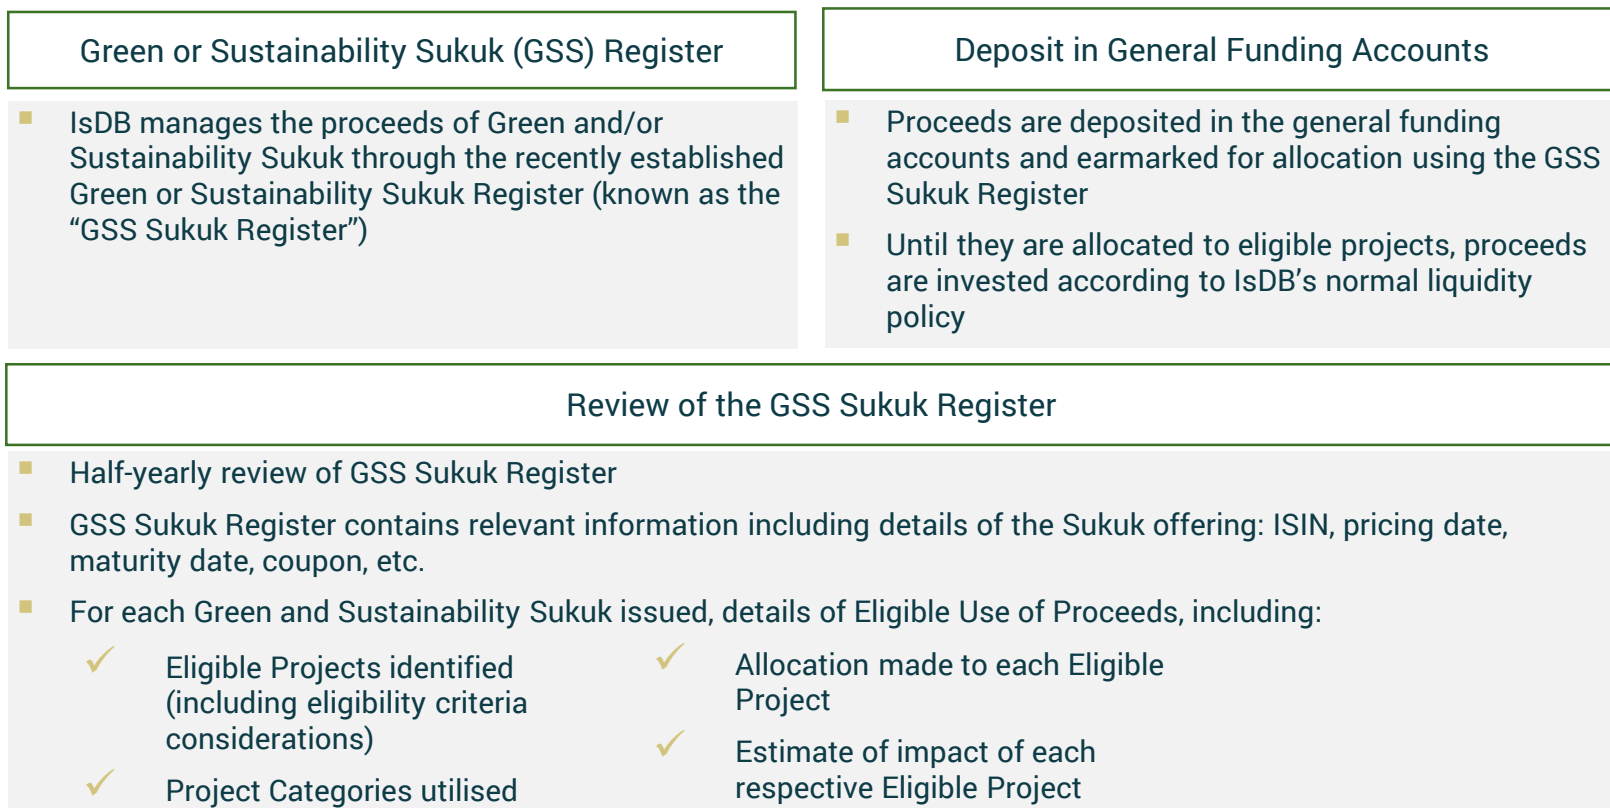 Green or Sustainability Sukuk (GSS) Register
IsDB manages the proceeds of Green and/or
Sustainability Sukuk through the recently established
Green or Sustainability Sukuk Register (known as the
“GSS Sukuk Register”)
Deposit in General Funding Accounts
Proceeds are deposited in the general funding
accounts and earmarked for allocation using the GSS
Sukuk Register
Until they are allocated to eligible projects, proceeds
are invested according to IsDB’s normal liquidity
policy
Review of the GSS Sukuk Register
Half-yearly review of GSS Sukuk Register
GSS Sukuk Register contains relevant information including details of the Sukuk offering: ISIN, pricing date,
maturity date, coupon, etc.
For each Green and Sustainability Sukuk issued, details of Eligible Use of Proceeds, including:
Eligible Projects identified
(including eligibility criteria
considerations)
Project Categories utilised
Allocation made to each Eligible
Project
Estimate of impact of each
respective Eligible Project